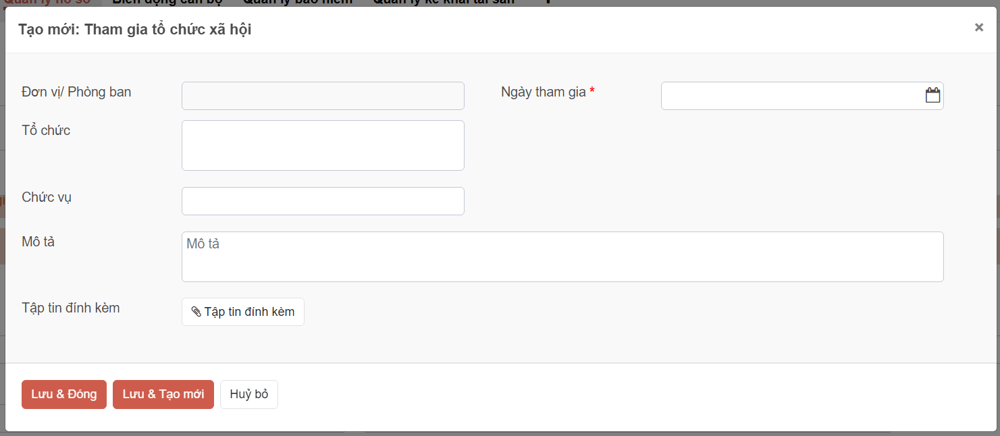 Quản lý hồ sơ Biến động cán bộ Quản lý bảo hiểm Quản lý kê khai tài sản
Tạo mới: Tham gia tổ chức xã hội ×
Đơn vị/ Phòng ban Ngày tham gia *
Tổ chức
Chức vụ
Mô tả Mô tả
Tập tin đính kèm Tập tin đính kèm
Lưu & Đóng Lưu & Tạo mới Huỷ bỏ